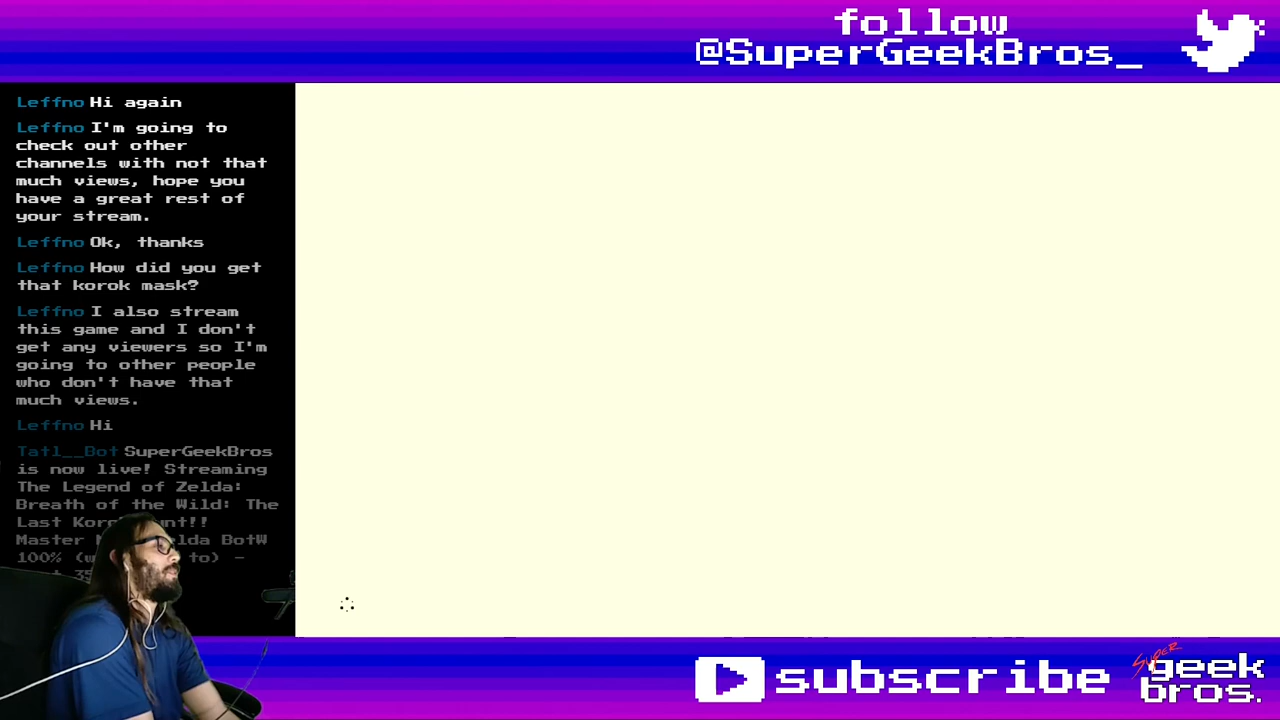 follow
@SuperGeekBros_
Leffno Hi again
Leffno I'm going to
check out other
channels with not that
much views, hope you
have a great rest of
your stream.
Leffno Ok, thanks
Leffno How did you get
that korok mask?
Leffno I also stream
this game and I don't
get any viewers so I'm
going to other people
who don't have that
much views.
Leffno Hi
Tatl__Bot SuperGeekBros
is now live! Streaming
The Legend of Zelda:
Breath of the Wild: The
Last
Master BotW
100% to) -
subscribe
SUPER
geek
bros.